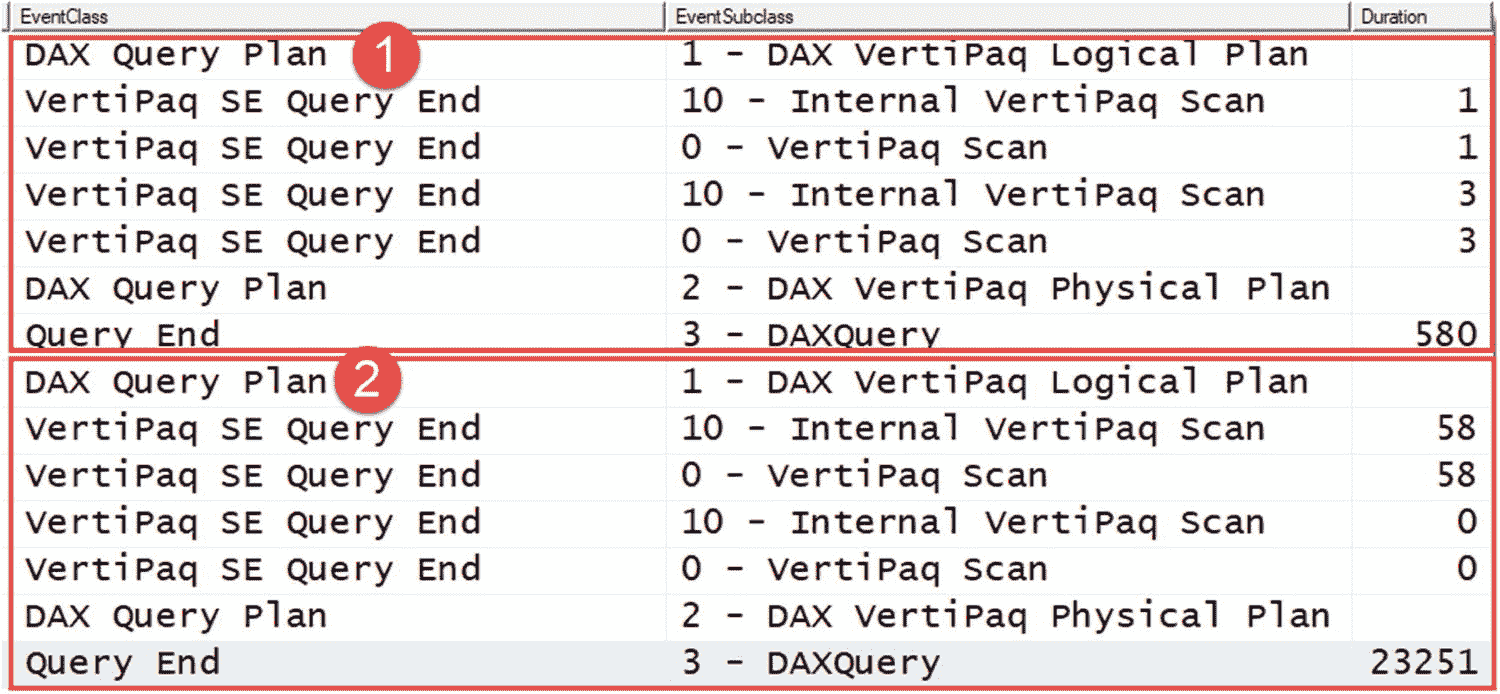 EventClass EventSubclass Duration
DAX Query Plan 1 1 - DAX VertiPaq Logical Plan
VertiPaq SE Query End 10 - Internal VertiPaq Scan 1
VertiPaq SE Query End 0 - VertiPaq Scan 1
VertiPaq SE Query End 10 - Internal VertiPaq Scan 3
VertiPaq SE Query End 0 - VertiPaq Scan 3
DAX Query Plan 2 - DAX VertiPaq Physical Plan
Query End 3 - DAXQuery 580
DAX Query Plan 2 1 - DAX VertiPaq Logical Plan
VertiPaq SE Query End 10 - Internal VertiPaq Scan 58
VertiPaq SE Query End 0 - VertiPaq Scan 58
VertiPaq SE Query End 10 - Internal VertiPaq Scan 0
VertiPaq SE Query End 0 - VertiPaq Scan 0
DAX Query Plan 2 - DAX VertiPaq Physical Plan
Query End 3 - DAXQuery 23251